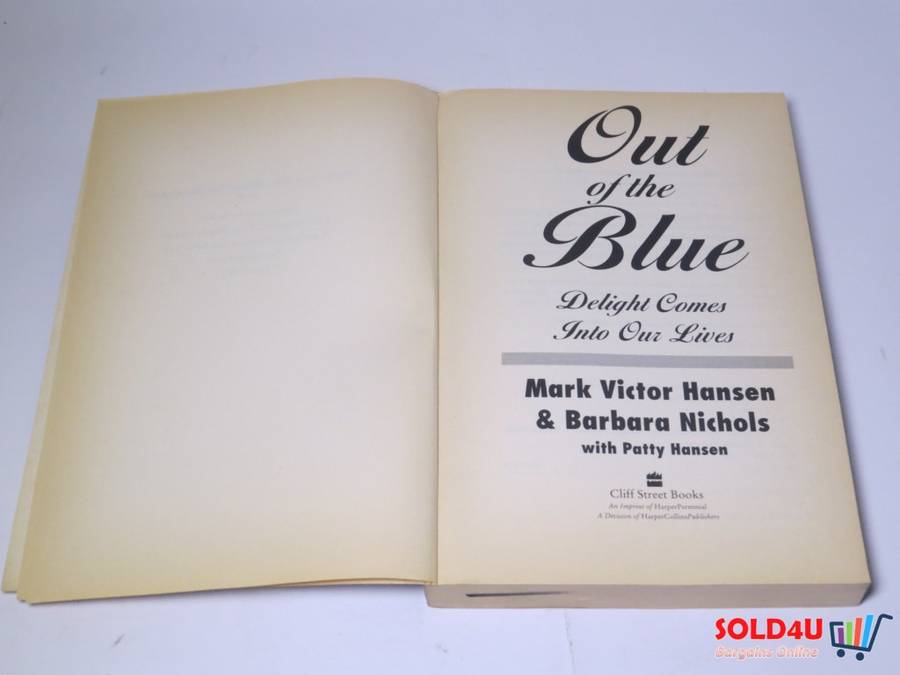 Out
of the
Blue
Delight Comes
Into Our Lives
Mark Victor Hansen
& Barbara Nichols
with Patty Hansen
Cliff Street Books
An Imprint of HarperPerennial
A Division of HarperCollinsPublishers
SOLD4U
Bargains Online